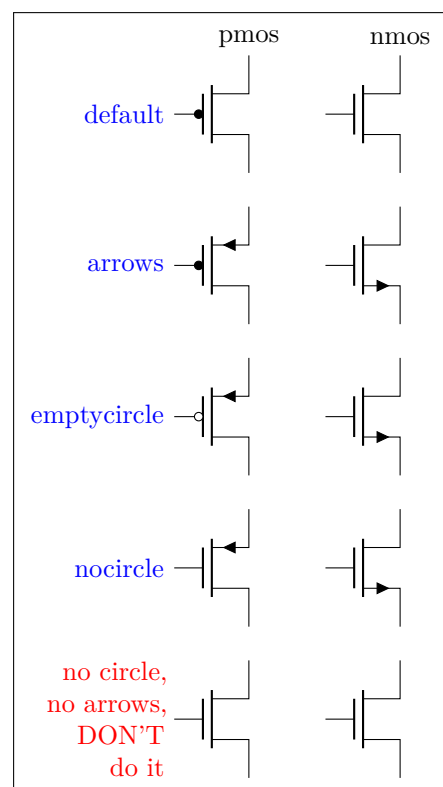 pmos nmos
default
arrows
emptycircle
nocircle
no circle,
no arrows,
DON'T
do it